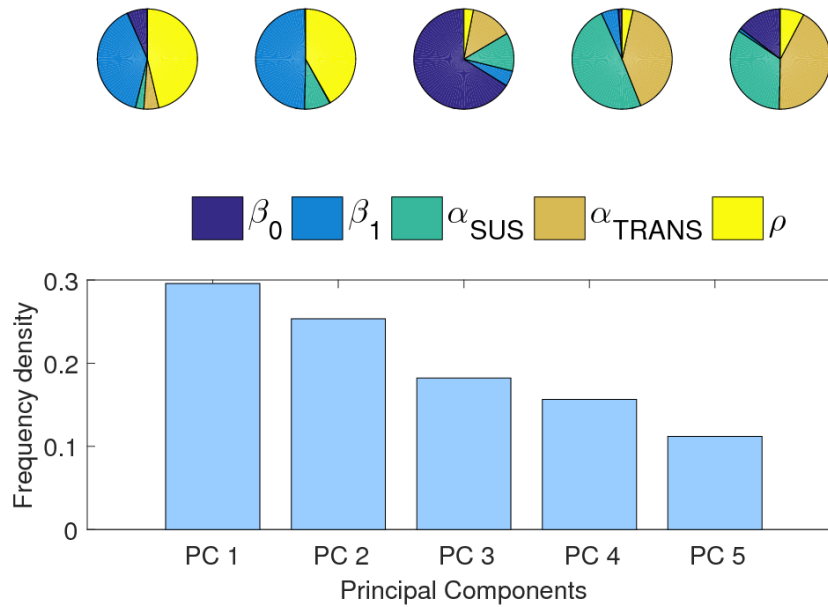 β0 β1 αSUS αTRANS ρ
Frequency density
0.3
0.2
0.1
0
PC 1 PC 2 PC 3 PC 4 PC 5
Principal Components